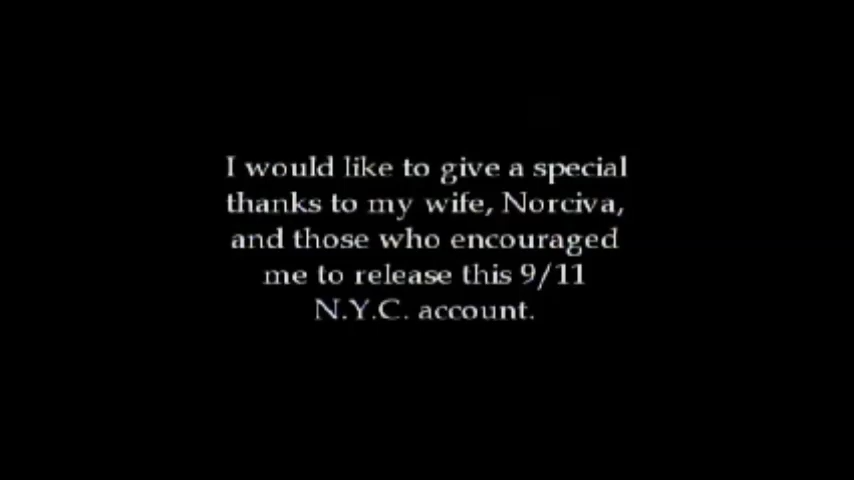 I would like to give a special
thanks to my wife, Norciva,
and those who encouraged
me to release this 9/11
N.Y.C. account.